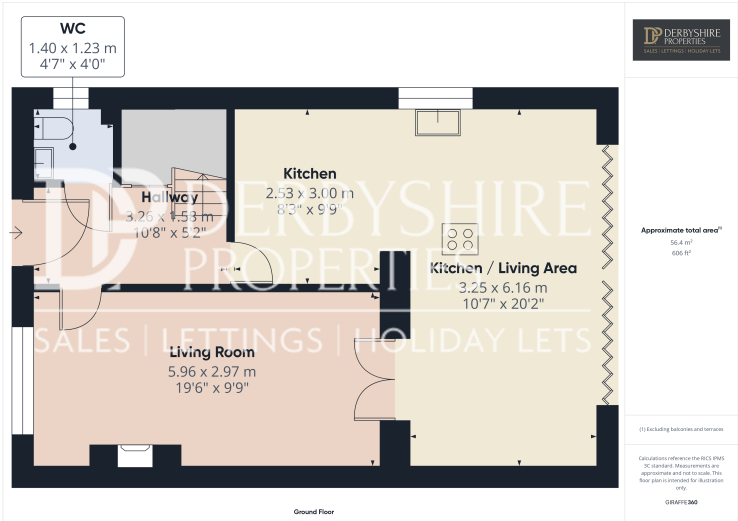 WC
1.40 x 1.23 m
4'7" x 4'0"
DERBYSHIRE
PROPERTIES
SALES | LETTINGS | HOLIDAY LETS
Kitchen
2.53 x 3.00 m
8'3" x 9'9"
Hallway
3.26 x 1.58 m
10'8" x 5'2"
DERBYSHIRE
PROPERTIES
SALES | LETTINGS | HOLIDAY LETS
Kitchen / Living Area
3.25 x 6.16 m
10'7" x 20'2"
Living Room
5.96 x 2.97 m
19'6" x 9'9"
Approximate total area(1)
56.4 m²
606 ft²
(1) Excluding balconies and terraces
Calculations reference the RICS IPMS
3C standard. Measurements are
approximate and not to scale. This
floor plan is intended for illustration
only.
GIRAFFE360
Ground Floor